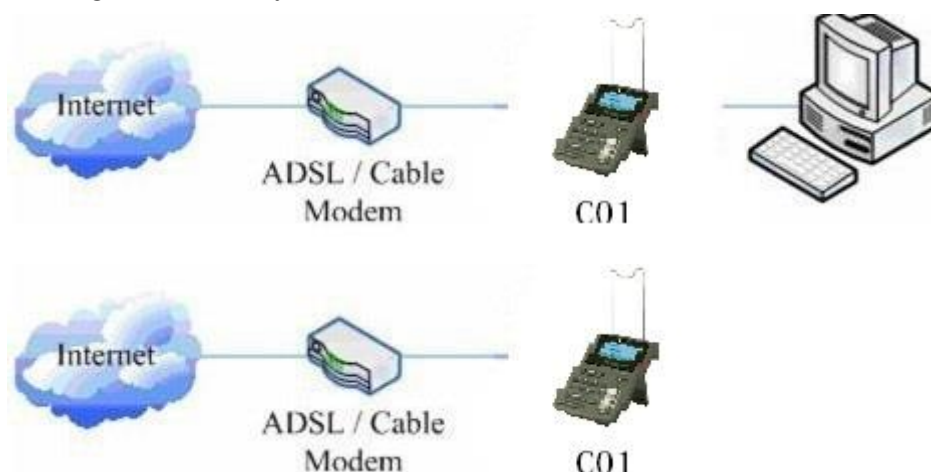 Internet
ADSL / Cable
Modem
C01
Internet
ADSL / Cable
Modem
C01